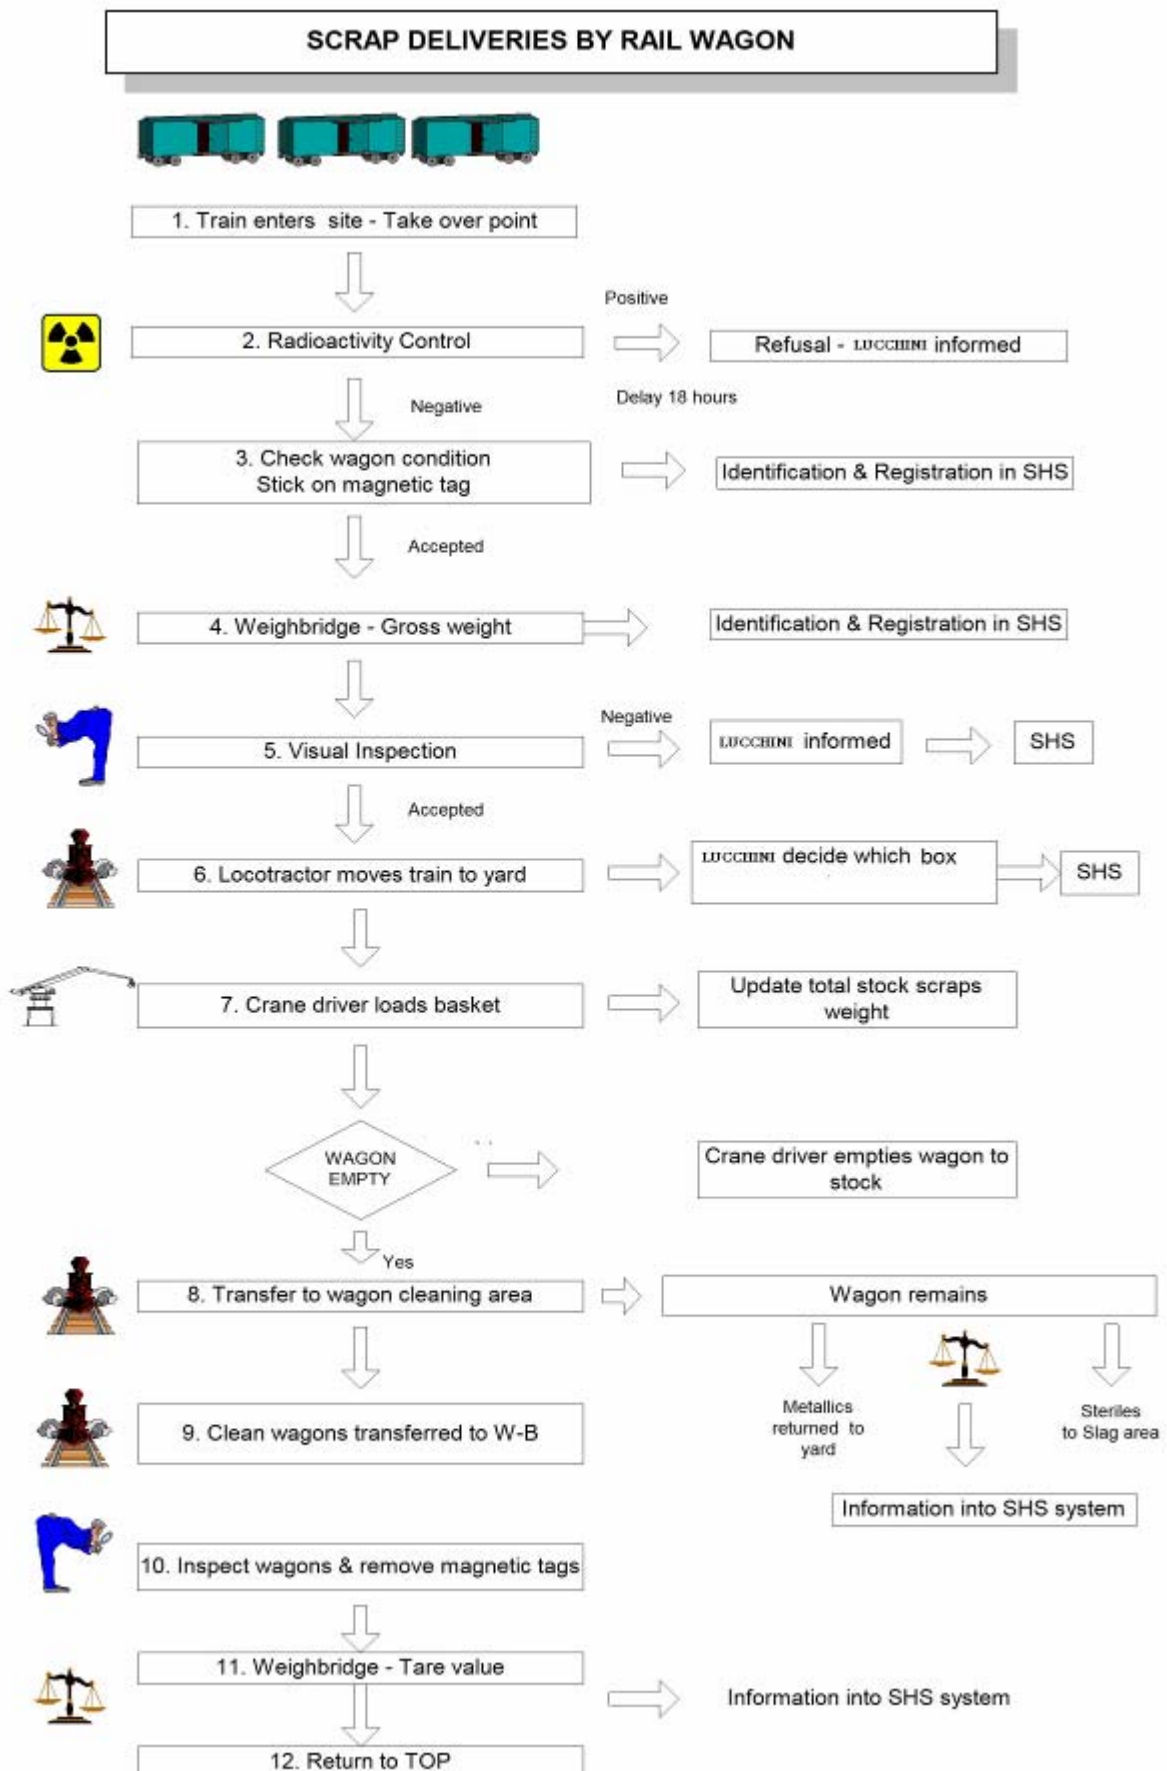 SCRAP DELIVERIES BY RAIL WAGON
1. Train enters site - Take over point
Positive
2. Radioactivity Control
Refusal - LUCCHINI informed
Negative
Delay 18 hours
3. Check wagon condition
Stick on magnetic tag
Identification & Registration in SHS
Accepted
4. Weighbridge - Gross weight
Identification & Registration in SHS
Negative
5. Visual Inspection
LUCCHINI informed
SHS
Accepted
6. Locotractor moves train to yard
LUCCHINI decide which box
SHS
7. Crane driver loads basket
Update total stock scraps
weight
WAGON
EMPTY
Crane driver empties wagon to
stock
Yes
8. Transfer to wagon cleaning area
Wagon remains
Metallics
returned to
yard
Steriles
to Slag area
9. Clean wagons transferred to W-B
Information into SHS system
10. Inspect wagons & remove magnetic tags
11. Weighbridge - Tare value
Information into SHS system
12. Return to TOP